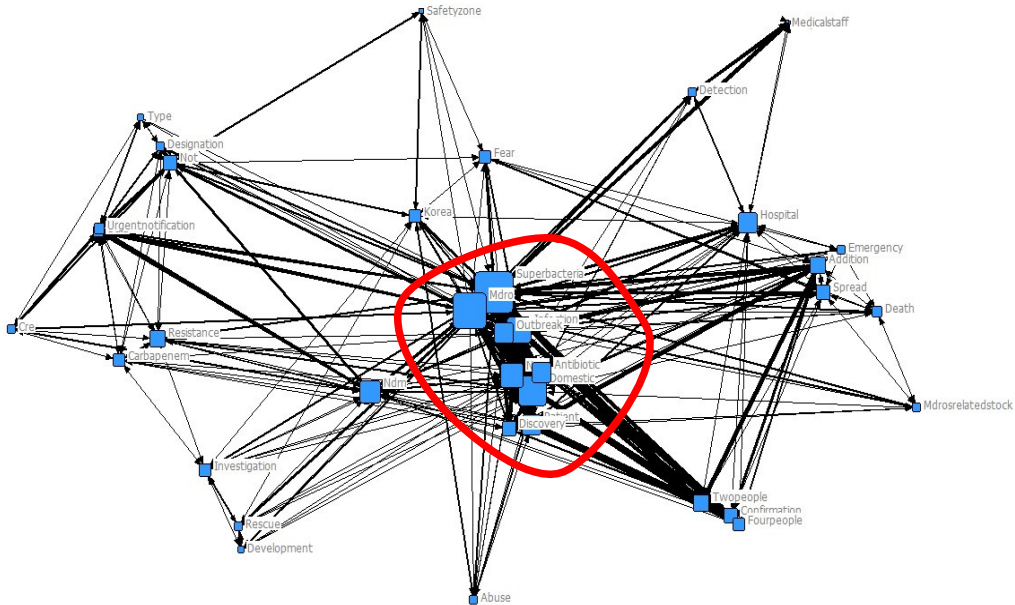 Safetyzone
Medicalstaff
Detection
Type
Designation
Not
Fear
Korea
Hospital
Urgentnotification
Emergency
Addition
Superbacteria
Mdro
Spread
Death
Outbreak
Cre
Resistance
Carbapenem
Antibiotic
Domestic
Ndm
Mdrosrelatedstock
Patient
Discovery
Investigation
Twopeople
Confirmation
Fourpeople
Rescue
Development
Abuse